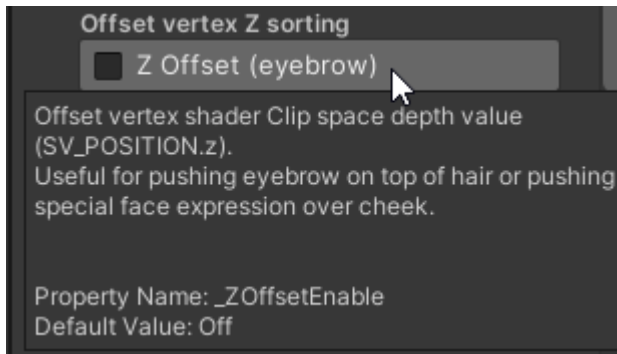 Offset vertex Z sorting
Z Offset (eyebrow)
Offset vertex shader Clip space depth value
(SV_POSITION.z).
Useful for pushing eyebrow on top of hair or pushing
special face expression over cheek.
Property Name: _ZOffsetEnable
Default Value: Off